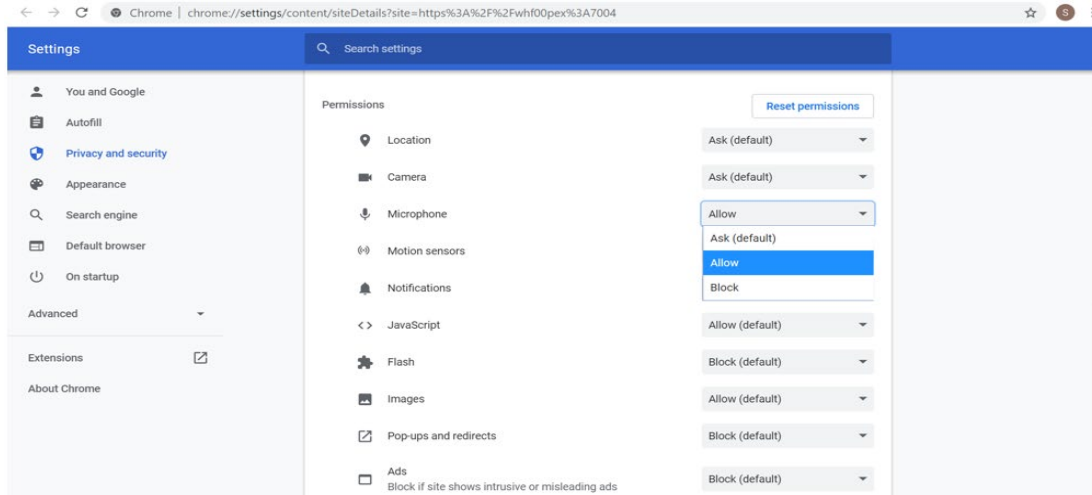 Chrome | chrome://settings/content/siteDetails?site=https%3A%2F%2Fwhf00pex%3A7004
S
Settings
Search settings
You and Google
Autofill
Privacy and security
Appearance
Search engine
Default browser
On startup
Advanced
Extensions
About Chrome
Permissions
Reset permissions
Location
Ask (default)
Camera
Ask (default)
Microphone
Allow
Ask (default)
Allow
Block
Motion sensors
Notifications
JavaScript
Allow (default)
Flash
Block (default)
Images
Allow (default)
Pop-ups and redirects
Block (default)
Ads
Block if site shows intrusive or misleading ads
Block (default)